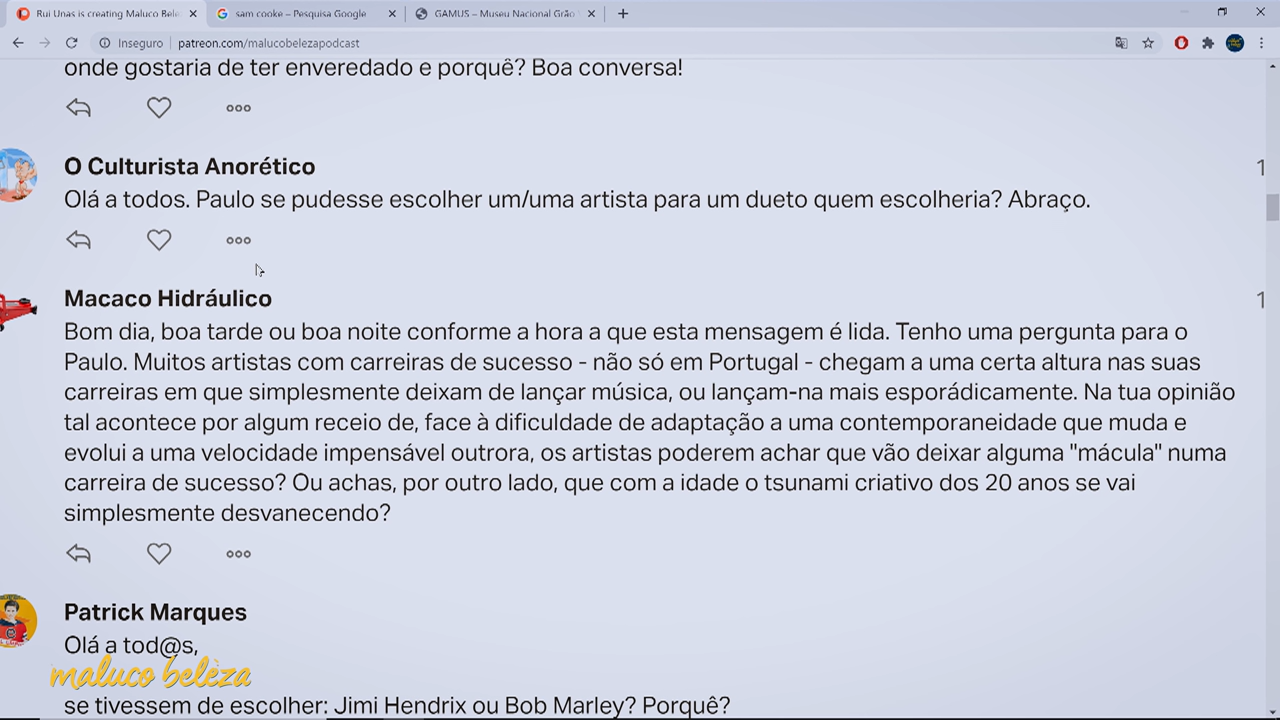 Rui Unas is creating Maluco Bele
sam cooke – Pesquisa Google
GAMUS – Museu Nacional Grão
Inseguro
patreon.com/malucobelezapodcast
onde gostaria de ter enveredado e porquê? Boa conversa!
O Culturista Anorético
1
Olá a todos. Paulo se pudesse escolher um/uma artista para um dueto quem escolheria? Abraço.
Macaco Hidráulico
1
Bom dia, boa tarde ou boa noite conforme a hora a que esta mensagem é lida. Tenho uma pergunta para o
Paulo. Muitos artistas com carreiras de sucesso - não só em Portugal - chegam a uma certa altura nas suas
carreiras em que simplesmente deixam de lançar música, ou lançam-na mais esporádicamente. Na tua opinião
tal acontece por algum receio de, face à dificuldade de adaptação a uma contemporaneidade que muda e
evolui a uma velocidade impensável outrora, os artistas poderem achar que vão deixar alguma "mácula" numa
carreira de sucesso? Ou achas, por outro lado, que com a idade o tsunami criativo dos 20 anos se vai
simplesmente desvanecendo?
Patrick Marques
Olá a tod@s,
maluco belèza
se tivessem de escolher: Jimi Hendrix ou Bob Marley? Porquê?